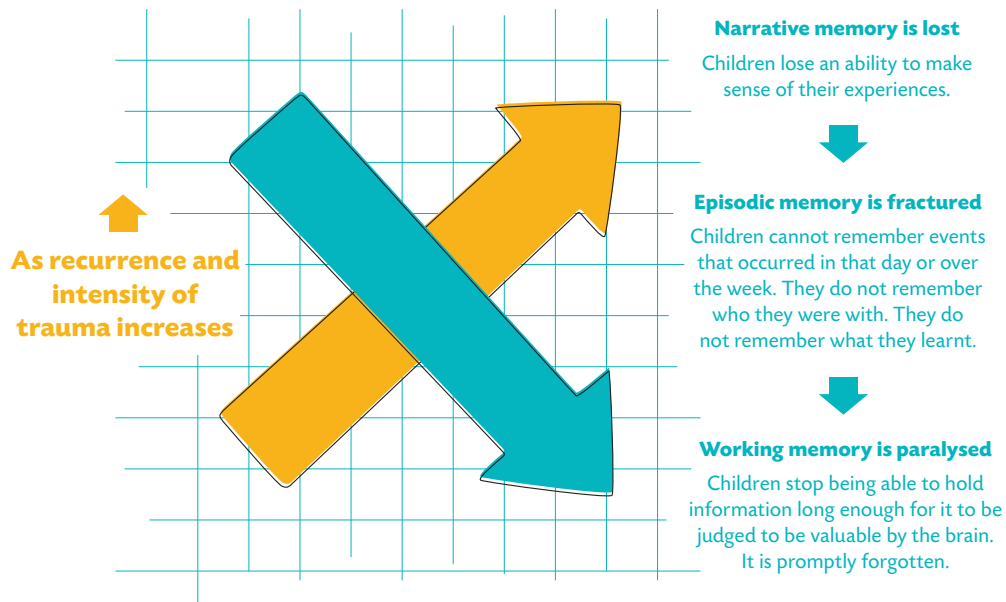 As recurrence and
intensity of
trauma increases
Narrative memory is lost
Children lose an ability to make
sense of their experiences.
Episodic memory is fractured
Children cannot remember events
that occurred in that day or over
the week. They do not remember
who they were with. They do
not remember what they learnt.
Working memory is paralysed
Children stop being able to hold
information long enough for it to be
judged to be valuable by the brain.
It is promptly forgotten.